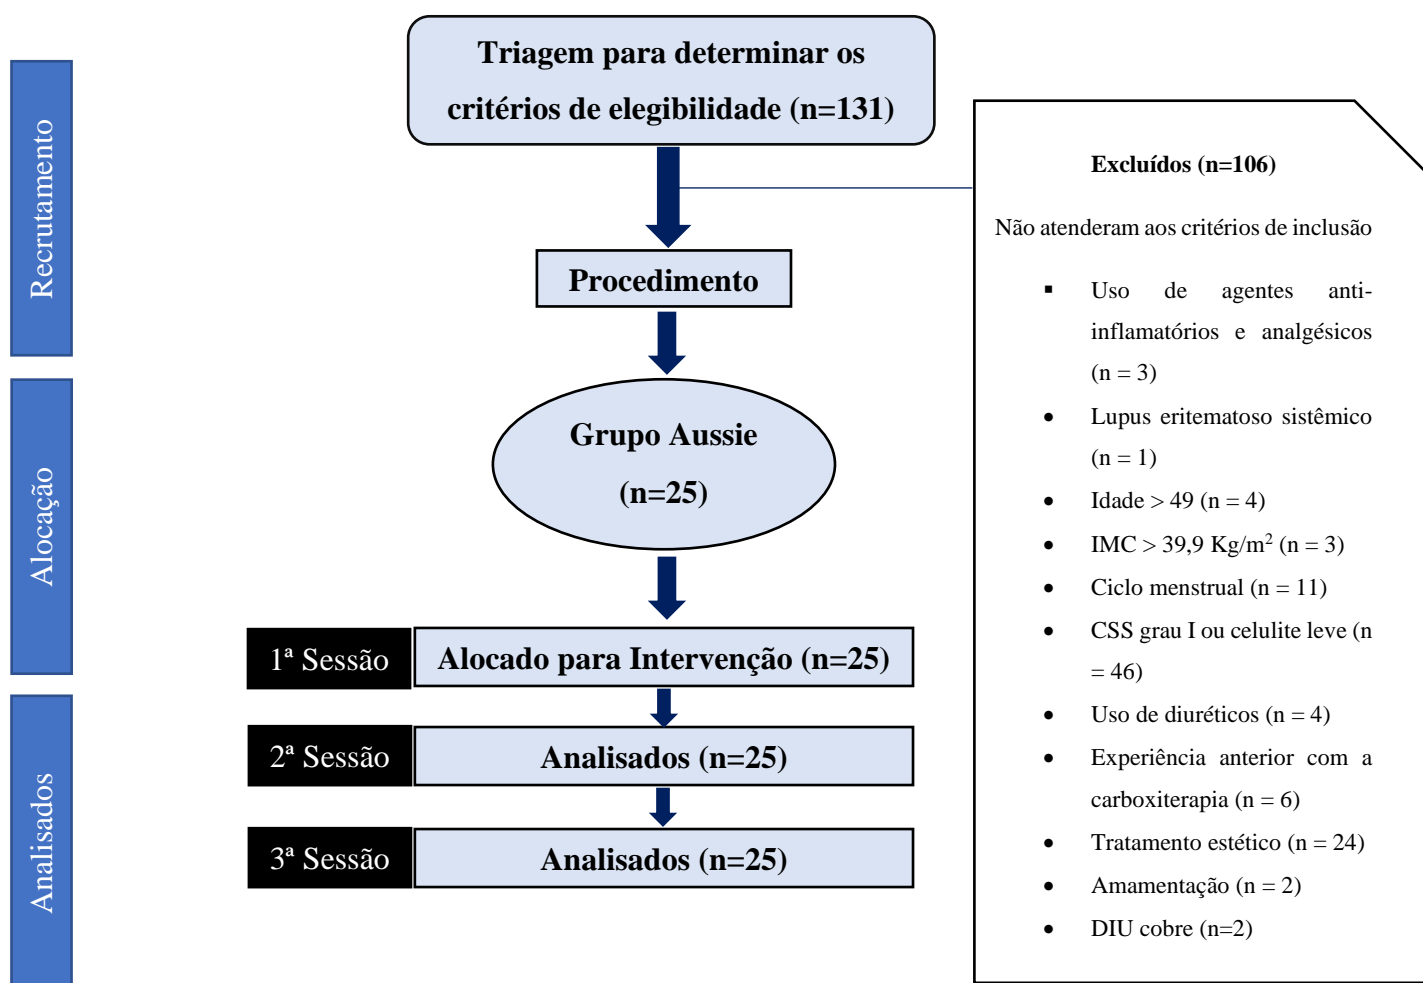 Triagem para determinar os
critérios de elegibilidade (n=131)
Recrutamento
Procedimento
Grupo Aussie
(n=25)
Alocação
1ª Sessão
Alocado para Intervenção (n=25)
2ª Sessão
Analisados (n=25)
3ª Sessão
Analisados (n=25)
Analisados
Excluídos (n=106)
Não atenderam aos critérios de inclusão
▪ Uso de agentes anti-
inflamatórios e analgésicos
(n = 3)
• Lupus eritematoso sistêmico
(n = 1)
• Idade > 49 (n = 4)
• IMC > 39,9 Kg/m² (n = 3)
• Ciclo menstrual (n = 11)
• CSS grau I ou celulite leve (n
= 46)
• Uso de diuréticos (n = 4)
• Experiência anterior com a
carboxiterapia (n = 6)
• Tratamento estético (n = 24)
• Amamentação (n = 2)
• DIU cobre (n=2)